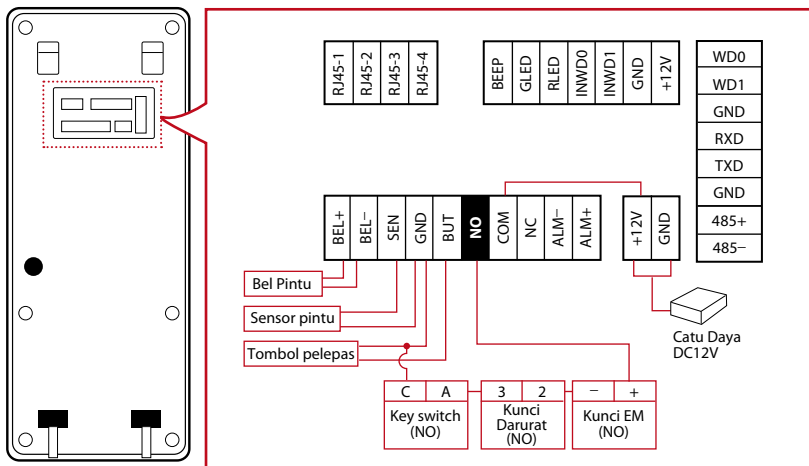 RJ45-1
RJ45-2
RJ45-3
RJ45-4
BEEP
GLED
RLED
INWD0
INWD1
GND
+12V
WD0
WD1
GND
RXD
TXD
GND
485+
485−
BEL+
BEL−
SEN
GND
BUT
NO
COM
NC
ALM−
ALM+
+12V
GND
Bel Pintu
Sensor pintu
Tombol pelepas
Catu Daya
DC12V
C A
Key switch
(NO)
3 2
Kunci
Darurat
(NO)
− +
Kunci EM
(NO)